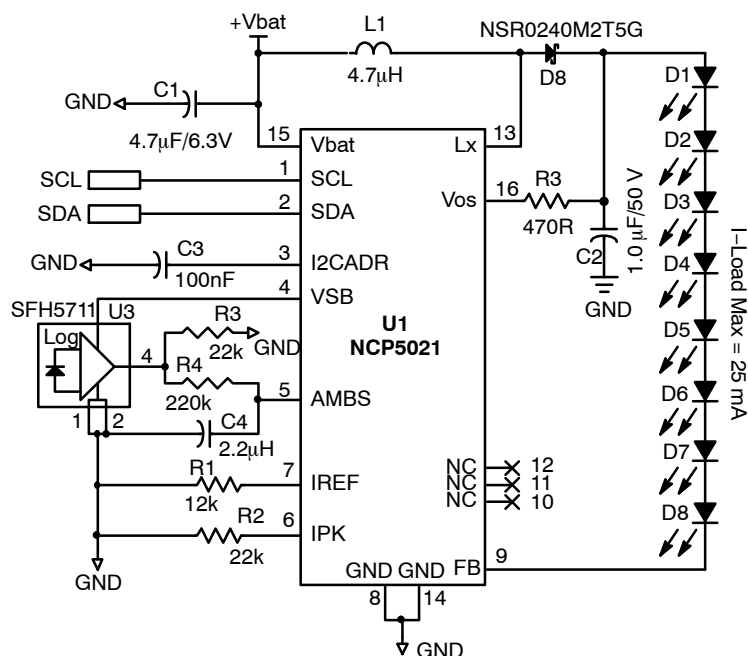 +Vbat
L1
4.7μH
NSR0240M2T5G
D8
C1
GND
4.7μF/6.3V
15
Vbat
Lx
13
SCL
1
SCL
SDA
2
SDA
Vos
16
R3
470R
C2
1.0 μF/50 V
GND
GND
C3
100nF
3
I2CADR
4
VSB
SFH5711
U3
Log
4
1
2
R3
22k
GND
R4
220k
5
AMBS
C4
2.2μH
U1
NCP5021
R1
12k
7
IREF
R2
22k
6
IPK
GND
NC
12
NC
11
NC
10
GND
GND
8
14
GND
FB
9
D1
D2
D3
D4
D5
D6
D7
D8
I-Load Max = 25 mA